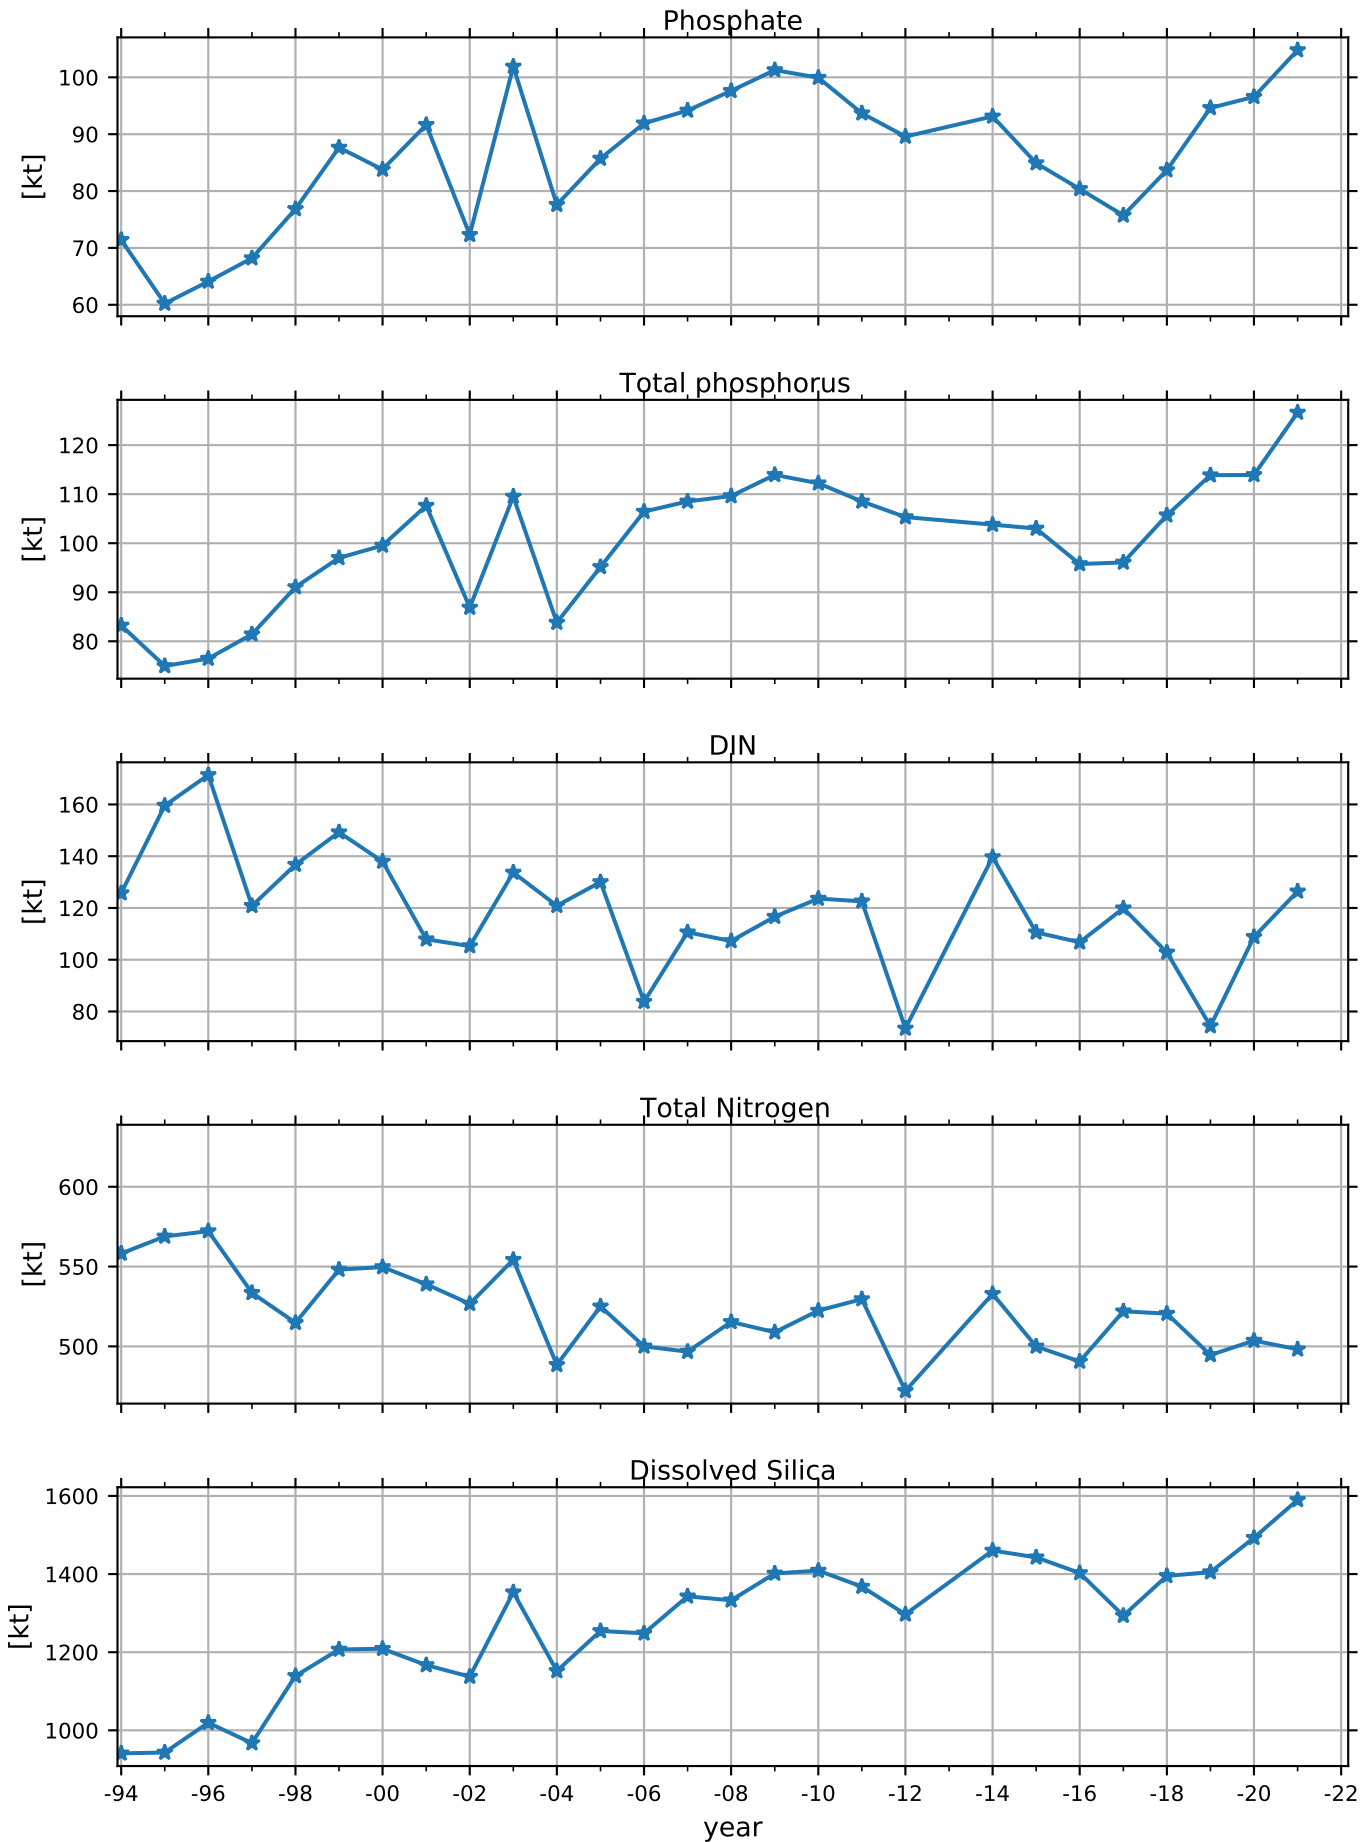 Phosphate
100
90
80
70
60
[kt]
Total phosphorus
120
110
100
90
80
[kt]
DIN
160
140
120
100
80
[kt]
Total Nitrogen
600
550
500
[kt]
Dissolved Silica
1600
1400
1200
1000
[kt]
-94 -96 -98 -00 -02 -04 -06 -08 -10 -12 -14 -16 -18 -20 -22
year